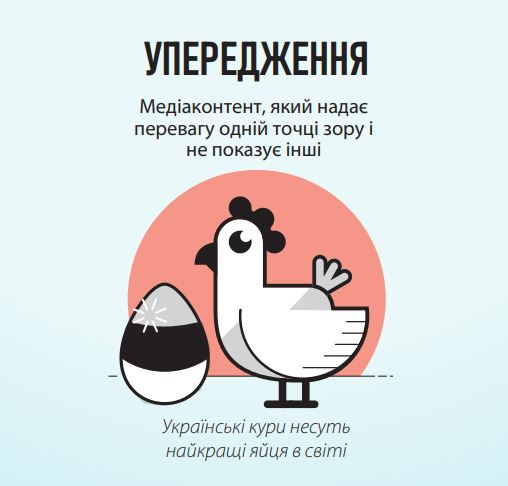 УПЕРЕДЖЕННЯ
Медіаконтент, який надає
перевагу одній точці зору і
не показує інші
Українські кури несуть
найкращі яйця в світі